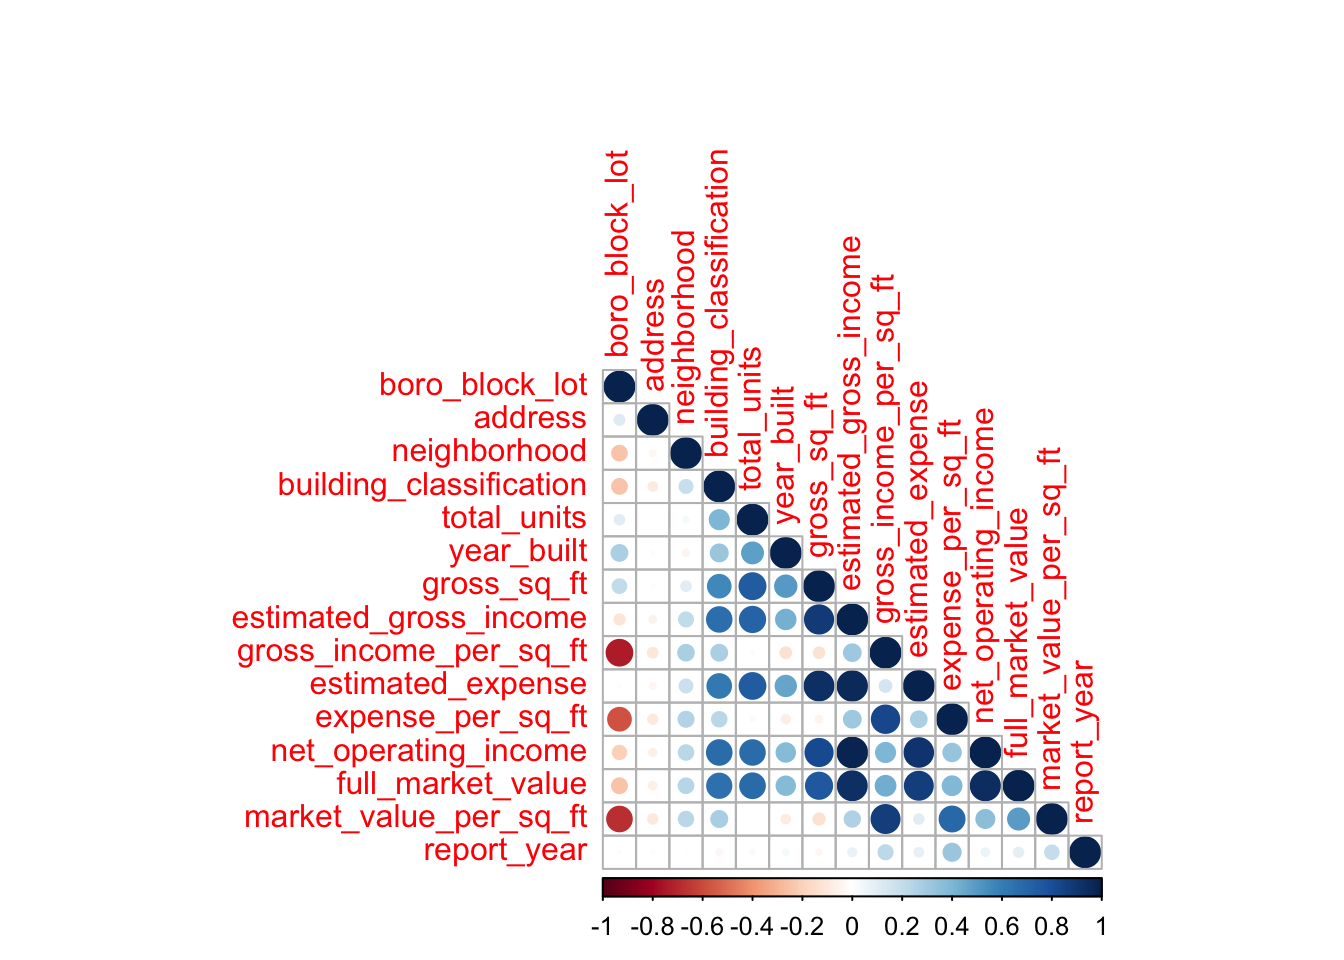 boro_block_lot
address
neighborhood
building_classification
total_units
year_built
gross_sq_ft
estimated_gross_income
gross_income_per_sq_ft
estimated_expense
expense_per_sq_ft
net_operating_income
full_market_value
market_value_per_sq_ft
report_year
boro_block_lot
address
neighborhood
building_classification
total_units
year_built
gross_sq_ft
estimated_gross_income
gross_income_per_sq_ft
estimated_expense
expense_per_sq_ft
net_operating_income
full_market_value
market_value_per_sq_ft
report_year
-1 -0.8 -0.6 -0.4 -0.2 0 0.2 0.4 0.6 0.8 1